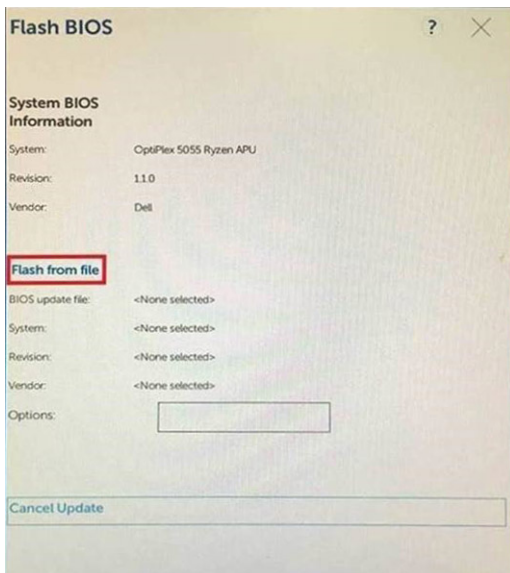 Flash BIOS
?
System BIOS
Information
System: OptiPlex 5055 Ryzen APU
Revision: 1.1.0
Vendor: Dell
Flash from file
BIOS update file: <None selected>
System: <None selected>
Revision: <None selected>
Vendor: <None selected>
Options:
Cancel Update